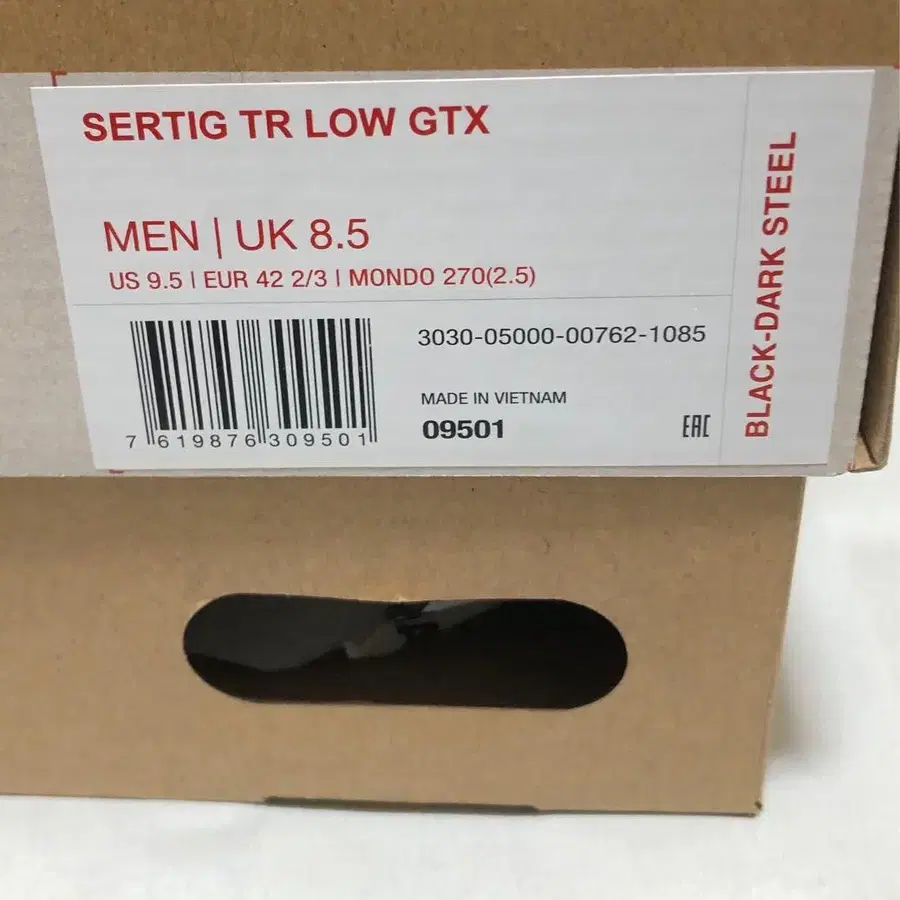 SERTIG TR LOW GTX
MEN | UK 8.5
US 9.5 | EUR 42 2/3 | MONDO 270(2.5)
3030-05000-00762-1085
MADE IN VIETNAM
09501
EAC
7 619876 309501
BLACK-DARK STEEL